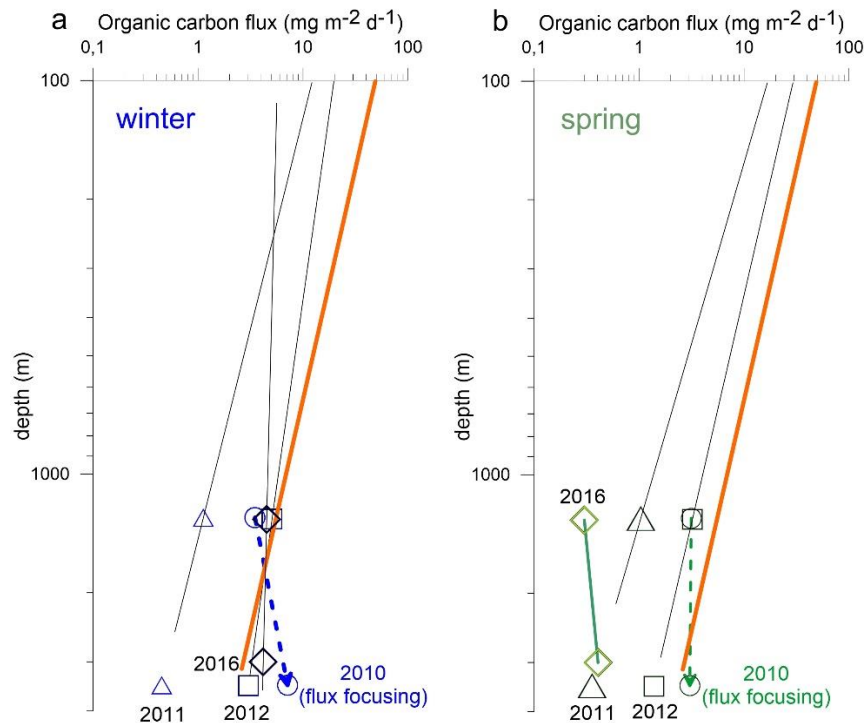 a Organic carbon flux (mg m⁻² d⁻¹)
0,1 1 10 100
100
winter
depth (m)
1000
2016
2010
(flux focusing)
2011 2012
b Organic carbon flux (mg m⁻² d⁻¹)
0,1 1 10 100
100
spring
depth (m)
1000
2016
2010
(flux focusing)
2011 2012